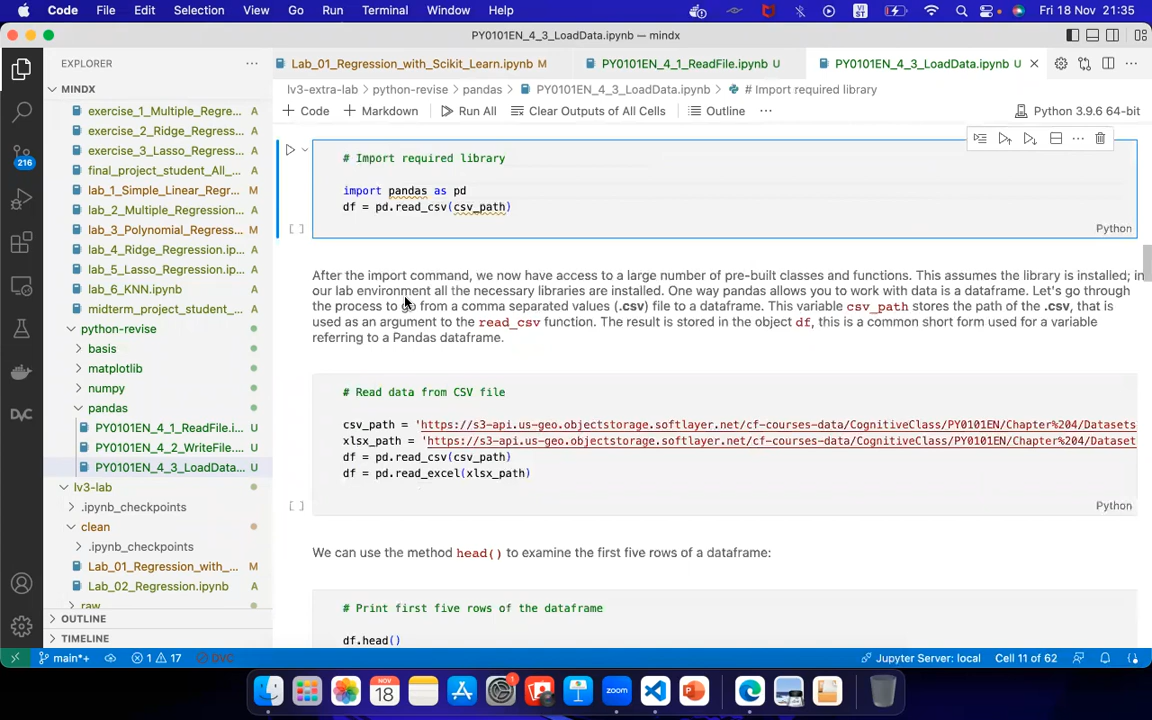 Code File Edit Selection View Go Run Terminal Window Help
VI ST
Fri 18 Nov 21:35
PY0101EN_4_3_LoadData.ipynb — mindx
EXPLORER
Lab_01_Regression_with_Scikit_Learn.ipynb M
PY0101EN_4_1_ReadFile.ipynb U
PY0101EN_4_3_LoadData.ipynb U
MINDX
lv3-extra-lab > python-revise > pandas > PY0101EN_4_3_LoadData.ipynb > # Import required library
+ Code + Markdown Run All Clear Outputs of All Cells Outline ··· Python 3.9.6 64-bit
exercise_1_Multiple_Regre... A
exercise_2_Ridge_Regress... A
exercise_3_Lasso_Regress... A
final_project_student_All_... A
lab_1_Simple_Linear_Regr... M
lab_2_Multiple_Regression... A
lab_3_Polynomial_Regress... M
lab_4_Ridge_Regression.ip... A
lab_5_Lasso_Regression.ip... A
lab_6_KNN.ipynb A
midterm_project_student_... A
python-revise
basis
matplotlib
numpy
pandas
PY0101EN_4_1_ReadFile.i... U
PY0101EN_4_2_WriteFile.... U
PY0101EN_4_3_LoadData... U
lv3-lab
.ipynb_checkpoints
clean
.ipynb_checkpoints
Lab_01_Regression_with_... M
Lab_02_Regression.ipynb A
raw
OUTLINE
TIMELINE
216
DVC
# Import required library
import pandas as pd
df = pd.read_csv(csv_path)
[ ] Python
After the import command, we now have access to a large number of pre-built classes and functions. This assumes the library is installed; in
our lab environment all the necessary libraries are installed. One way pandas allows you to work with data is a dataframe. Let's go through
the process to go from a comma separated values (.csv) file to a dataframe. This variable csv_path stores the path of the .csv, that is
used as an argument to the read_csv function. The result is stored in the object df, this is a common short form used for a variable
referring to a Pandas dataframe.
# Read data from CSV file
csv_path = 'https://s3-api.us-geo.objectstorage.softlayer.net/cf-courses-data/CognitiveClass/PY0101EN/Chapter%204/Datasets
xlsx_path = 'https://s3-api.us-geo.objectstorage.softlayer.net/cf-courses-data/CognitiveClass/PY0101EN/Chapter%204/Dataset
df = pd.read_csv(csv_path)
df = pd.read_excel(xlsx_path)
[ ] Python
We can use the method head() to examine the first five rows of a dataframe:
# Print first five rows of the dataframe
df.head()
main*+ 1 17 DVC Jupyter Server: local Cell 11 of 62
NOV
18
1
zoom